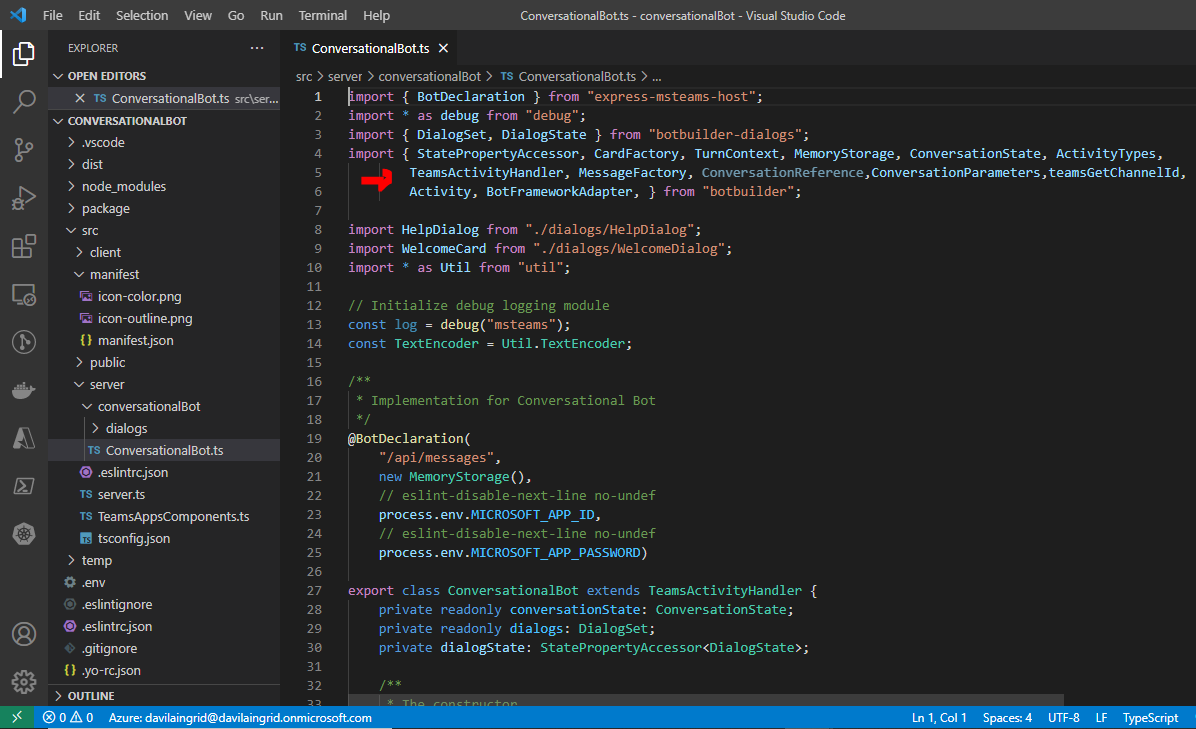 File Edit Selection View Go Run Terminal Help ConversationalBot.ts - conversationalBot - Visual Studio Code
EXPLORER ...
OPEN EDITORS
TS ConversationalBot.ts src\ser...
CONVERSATIONALBOT
.vscode
dist
node_modules
package
src
client
manifest
icon-color.png
icon-outline.png
{} manifest.json
public
server
conversationalBot
dialogs
TS ConversationalBot.ts
.eslintrc.json
TS server.ts
TS TeamsAppsComponents.ts
TS tsconfig.json
temp
.env
.eslintignore
.eslintrc.json
.gitignore
{} .yo-rc.json
OUTLINE
TS ConversationalBot.ts
src > server > conversationalBot > TS ConversationalBot.ts > ...
1 import { BotDeclaration } from "express-msteams-host";
2 import * as debug from "debug";
3 import { DialogSet, DialogState } from "botbuilder-dialogs";
4 import { StatePropertyAccessor, CardFactory, TurnContext, MemoryStorage, ConversationState, ActivityTypes,
5 TeamsActivityHandler, MessageFactory, ConversationReference,ConversationParameters,teamsGetChannelId,
6 Activity, BotFrameworkAdapter, } from "botbuilder";
7
8 import HelpDialog from "./dialogs/HelpDialog";
9 import WelcomeCard from "./dialogs/WelcomeDialog";
10 import * as Util from "util";
11
12 // Initialize debug logging module
13 const log = debug("msteams");
14 const TextEncoder = Util.TextEncoder;
15
16 /**
17 * Implementation for Conversational Bot
18 */
19 @BotDeclaration(
20 "/api/messages",
21 new MemoryStorage(),
22 // eslint-disable-next-line no-undef
23 process.env.MICROSOFT_APP_ID,
24 // eslint-disable-next-line no-undef
25 process.env.MICROSOFT_APP_PASSWORD)
26
27 export class ConversationalBot extends TeamsActivityHandler {
28 private readonly conversationState: ConversationState;
29 private readonly dialogs: DialogSet;
30 private dialogState: StatePropertyAccessor<DialogState>;
31
32 /**
33 * The constructor
0 0 Azure: davilaingrid@davilaingrid.onmicrosoft.com Ln 1, Col 1 Spaces: 4 UTF-8 LF TypeScript